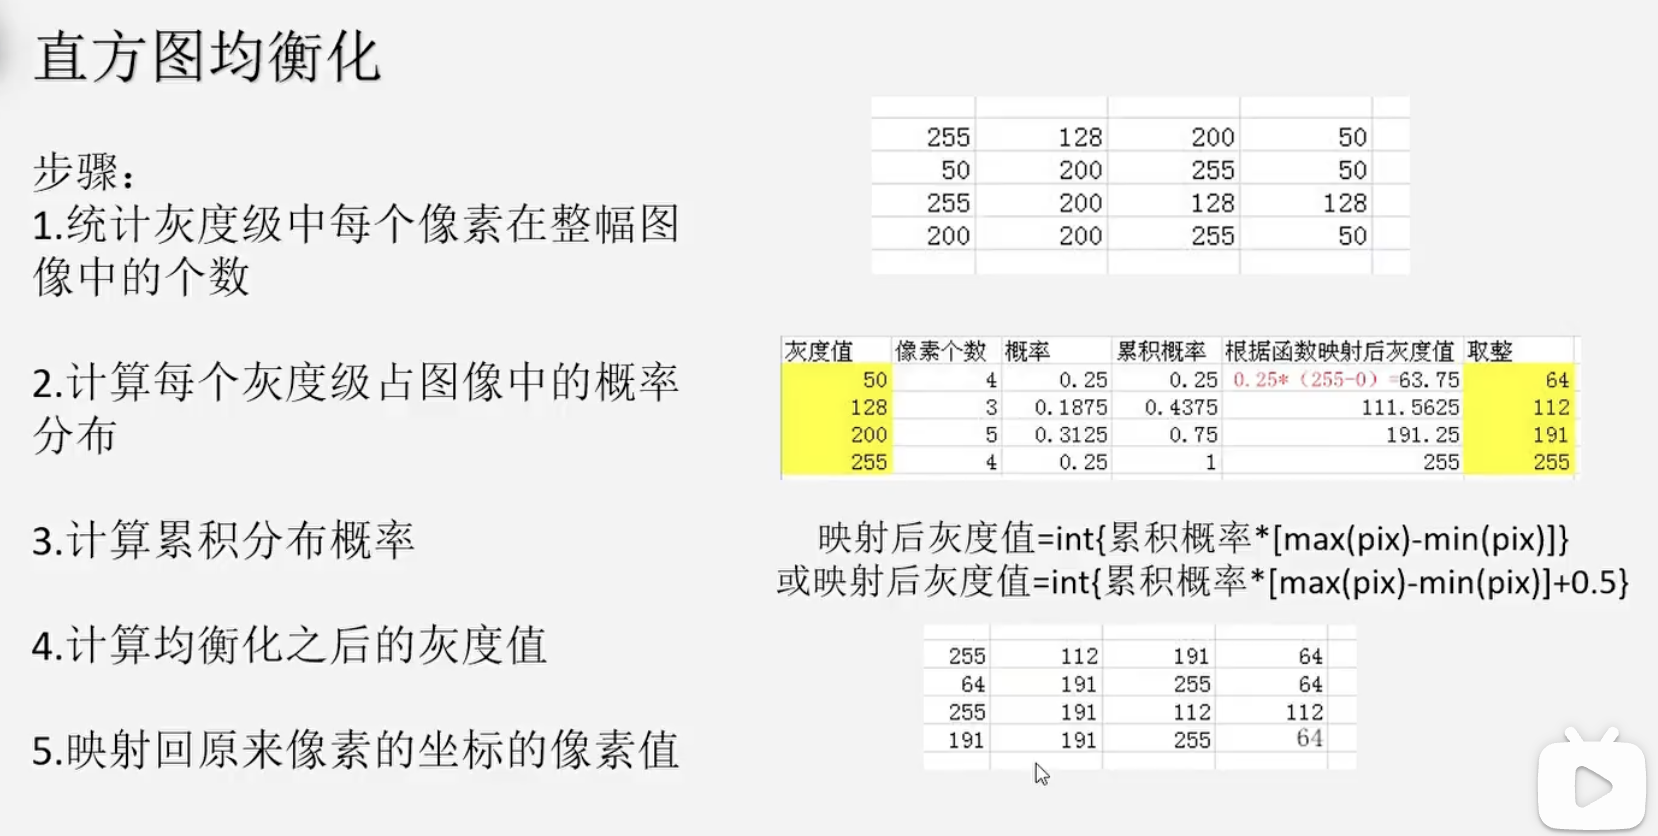 直方图均衡化
步骤：
1.统计灰度级中每个像素在整幅图
像中的个数
2.计算每个灰度级占图像中的概率
分布
3.计算累积分布概率
4.计算均衡化之后的灰度值
5.映射回原来像素的坐标的像素值
255 128 200 50
50 200 255 50
255 200 128 128
200 200 255 50
灰度值 像素个数 概率 累积概率 根据函数映射后灰度值 取整
50 4 0.25 0.25 0.25*（255-0）=63.75 64
128 3 0.1875 0.4375 111.5625 112
200 5 0.3125 0.75 191.25 191
255 4 0.25 1 255 255
映射后灰度值=int{累积概率*[max(pix)-min(pix)]}
或映射后灰度值=int{累积概率*[max(pix)-min(pix)]+0.5}
255 112 191 64
64 191 255 64
255 191 112 112
191 191 255 64